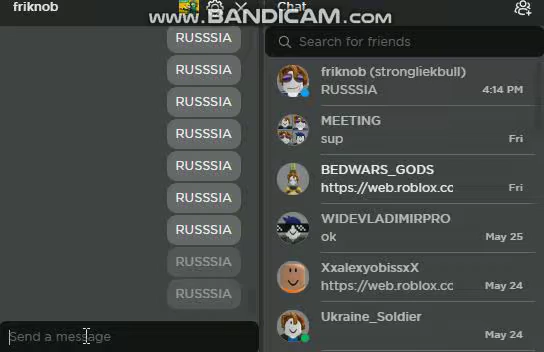 friknob
www.BANDICAM.com
Chat
RUSSSIA
RUSSSIA
RUSSSIA
RUSSSIA
RUSSSIA
RUSSSIA
RUSSSIA
RUSSSIA
RUSSSIA
Send a message
Search for friends
friknob (strongliekbull)
RUSSSIA 4:14 PM
MEETING
sup Fri
BEDWARS_GODS
https://web.roblox.cc Fri
WIDEVLADIMIRPRO
ok May 25
XxalexyobissxX
https://web.roblox.cc May 24
Ukraine_Soldier
May 24